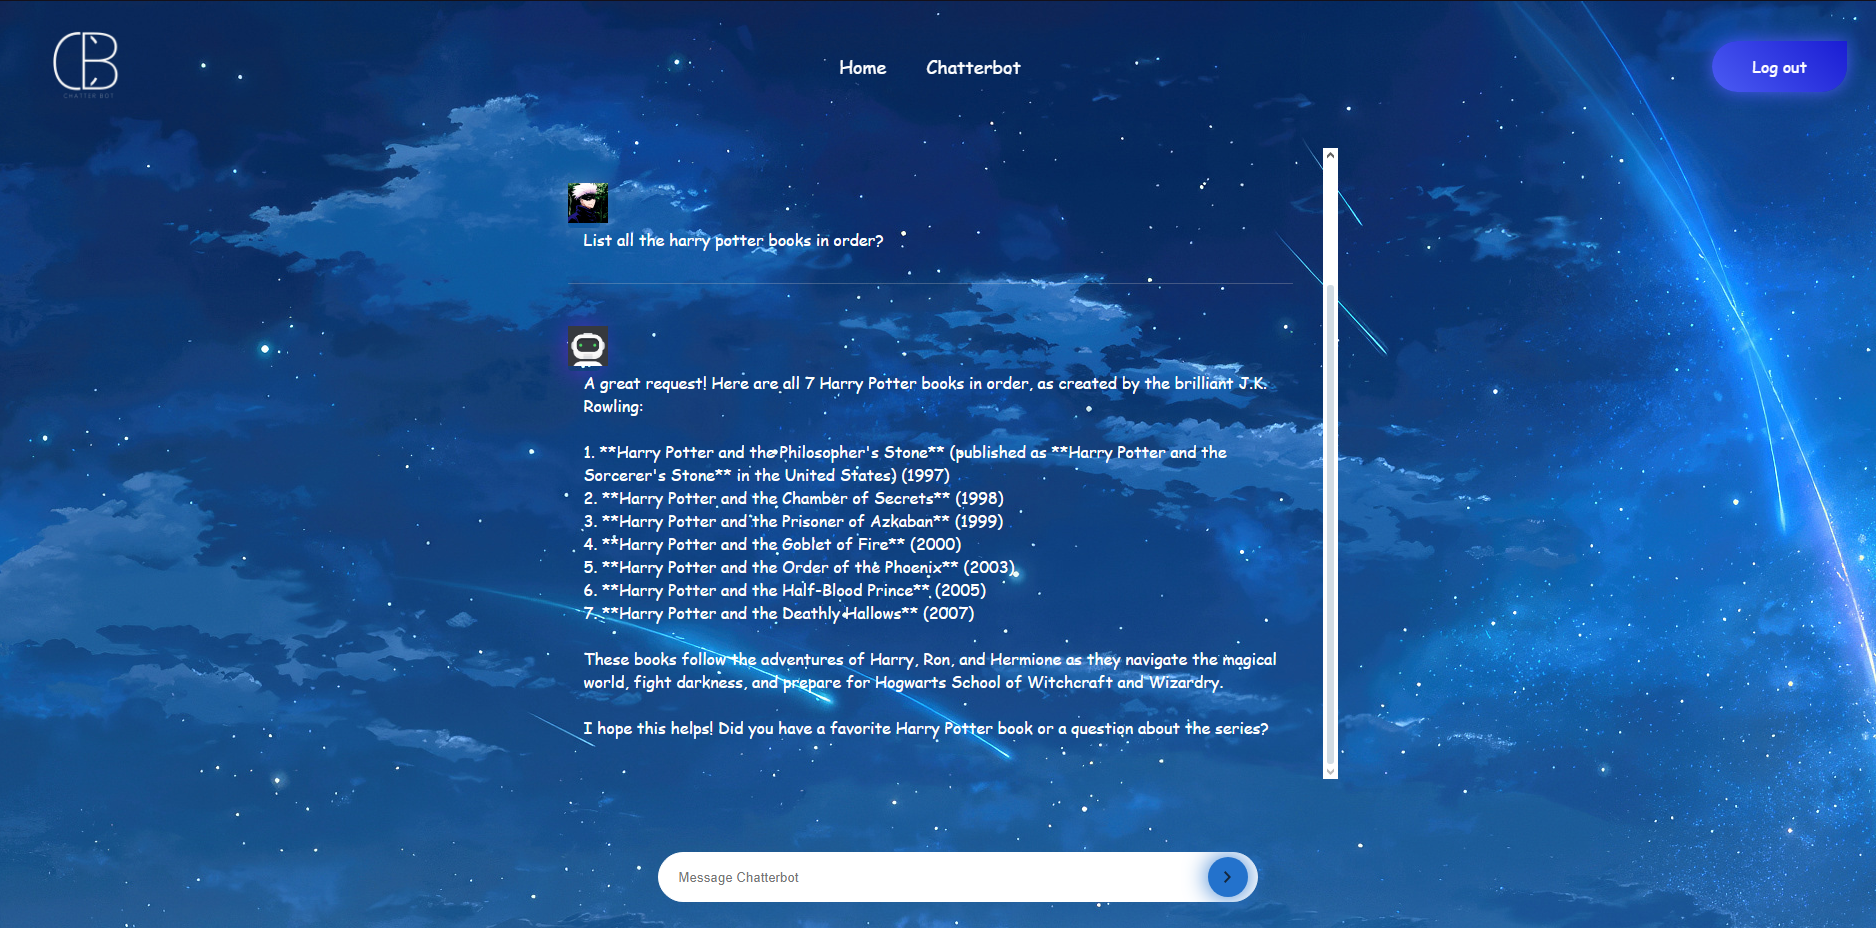 CB
CHATTER BOT
Home
Chatterbot
Log out
List all the harry potter books in order?
A great request! Here are all 7 Harry Potter books in order, as created by the brilliant J.K.
Rowling:
1. **Harry Potter and the Philosopher's Stone** (published as **Harry Potter and the
Sorcerer's Stone** in the United States) (1997)
2. **Harry Potter and the Chamber of Secrets** (1998)
3. **Harry Potter and the Prisoner of Azkaban** (1999)
4. **Harry Potter and the Goblet of Fire** (2000)
5. **Harry Potter and the Order of the Phoenix** (2003)
6. **Harry Potter and the Half-Blood Prince** (2005)
7. **Harry Potter and the Deathly Hallows** (2007)
These books follow the adventures of Harry, Ron, and Hermione as they navigate the magical
world, fight darkness, and prepare for Hogwarts School of Witchcraft and Wizardry.
I hope this helps! Did you have a favorite Harry Potter book or a question about the series?
Message Chatterbot